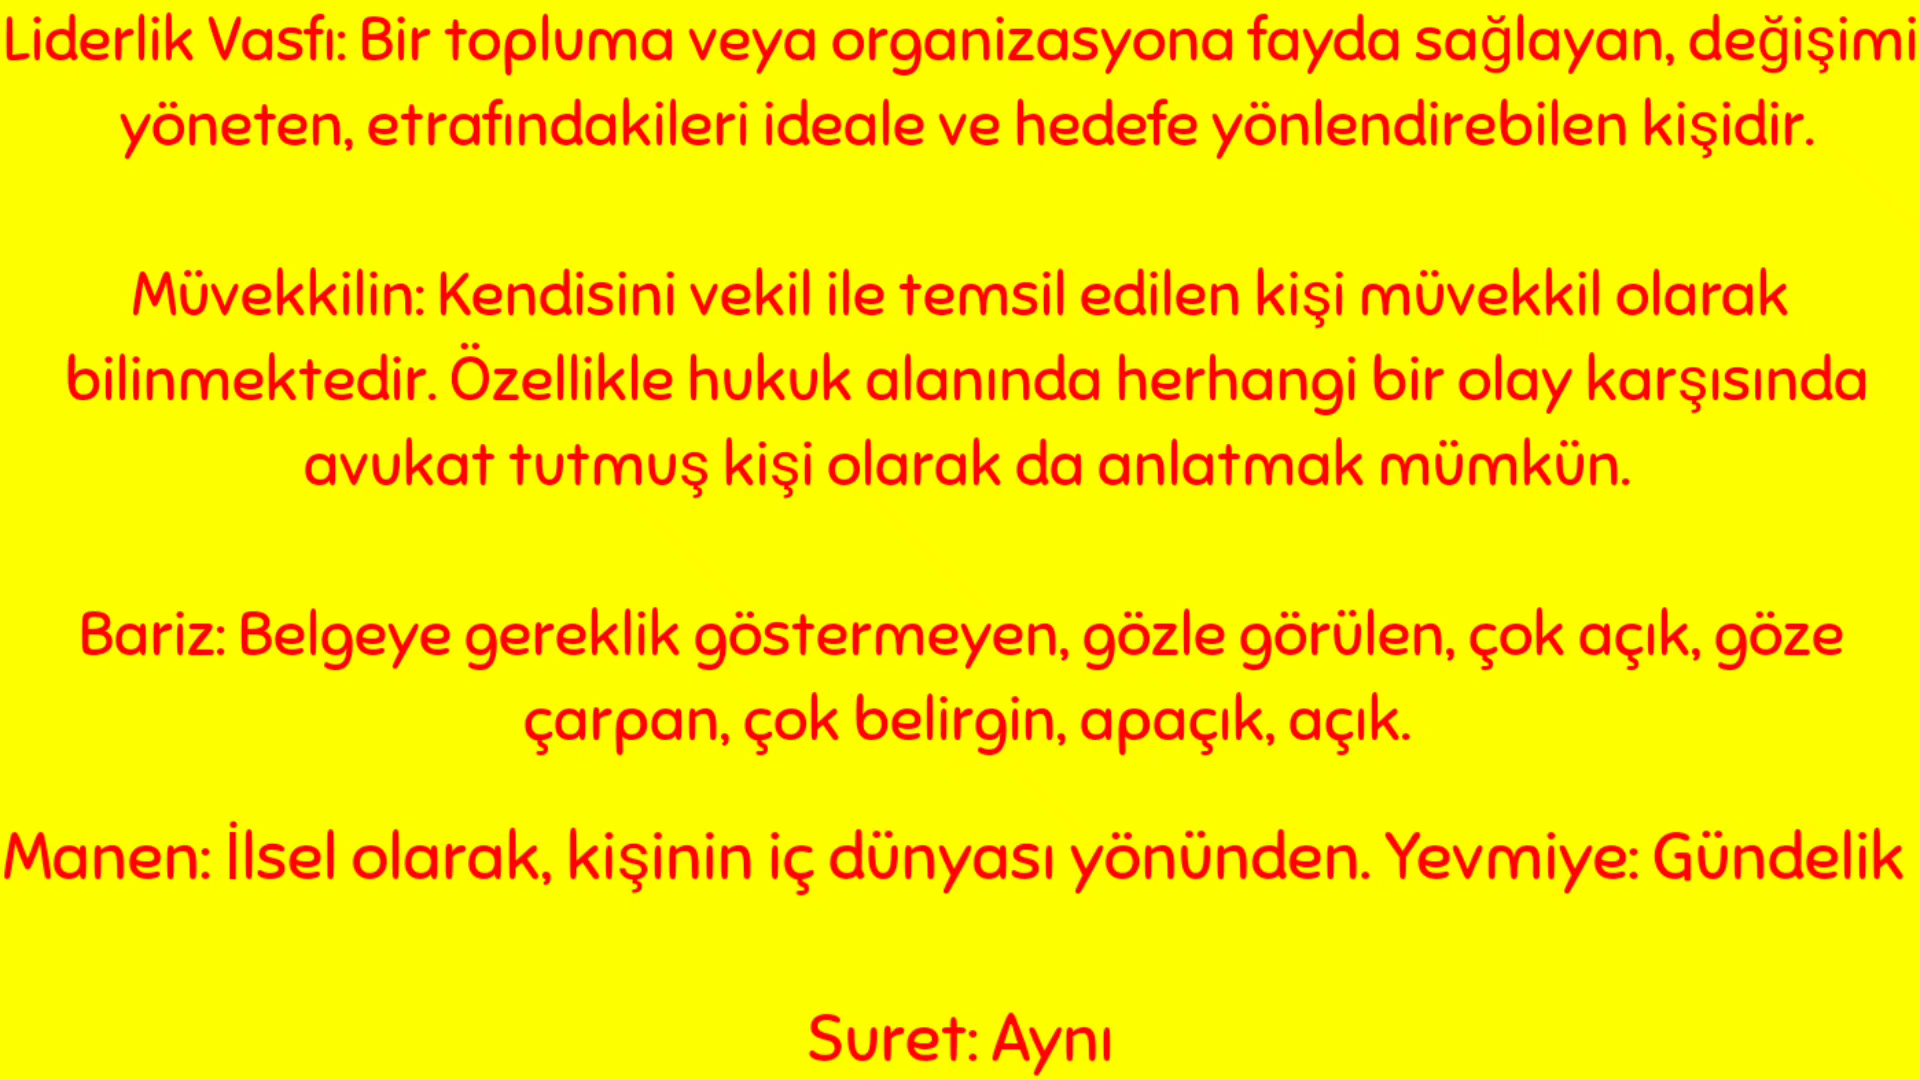 Liderlik Vasfı: Bir topluma veya organizasyona fayda sağlayan, değişimi
yöneten, etrafındakileri ideale ve hedefe yönlendirebilen kişidir.
Müvekkilin: Kendisini vekil ile temsil edilen kişi müvekkil olarak
bilinmektedir. Özellikle hukuk alanında herhangi bir olay karşısında
avukat tutmuş kişi olarak da anlatmak mümkün.
Bariz: Belgeye gereklik göstermeyen, gözle görülen, çok açık, göze
çarpan, çok belirgin, apaçık, açık.
Manen: İlsel olarak, kişinin iç dünyası yönünden. Yevmiye: Gündelik
Suret: Aynı